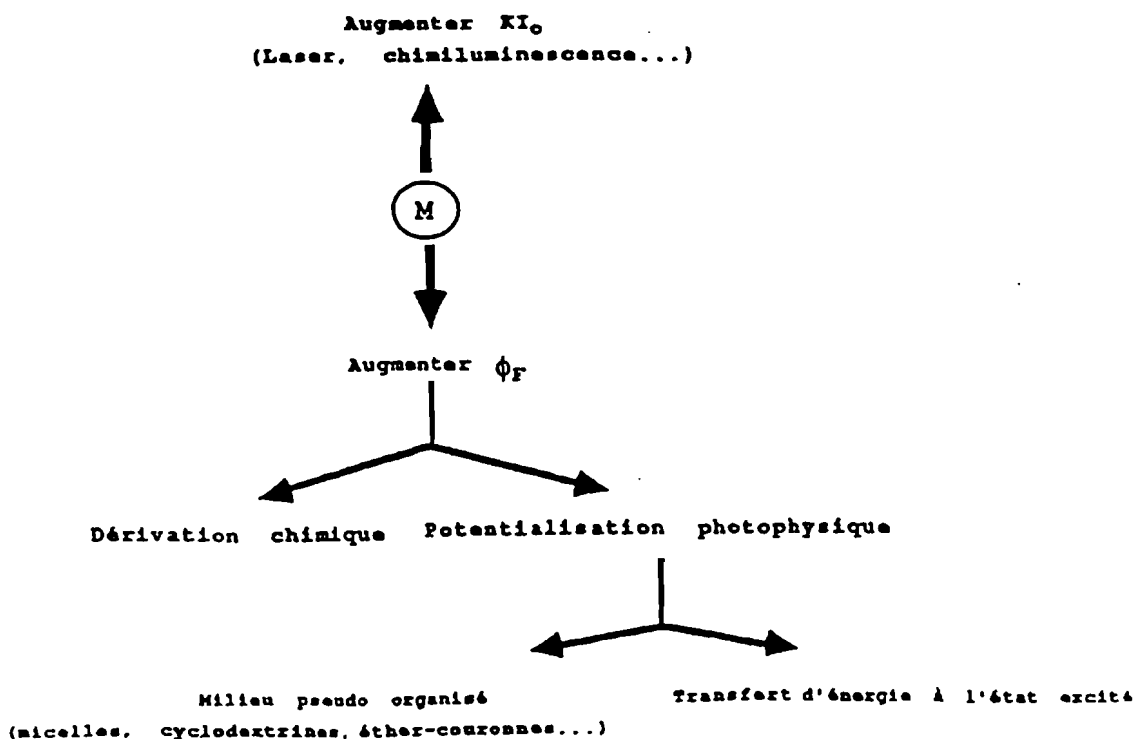 Augmenter KI₀
(Laser, chimiluminescence...)
M
Augmenter ϕF
Dérivation chimique Potentialisation photophysique
Milieu pseudo organisé
Transfert d'énergie À l'état excité
(micelles, cyclodextrines, éther-couronnes...)